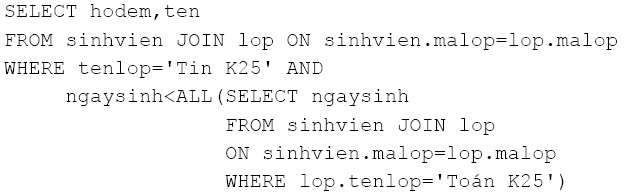 SELECT hodem,ten
FROM sinhvien JOIN lop ON sinhvien.malop=lop.malop
WHERE tenlop='Tin K25' AND
ngaysinh<ALL(SELECT ngaysinh
FROM sinhvien JOIN lop
ON sinhvien.malop=lop.malop
WHERE lop.tenlop='Toán K25')